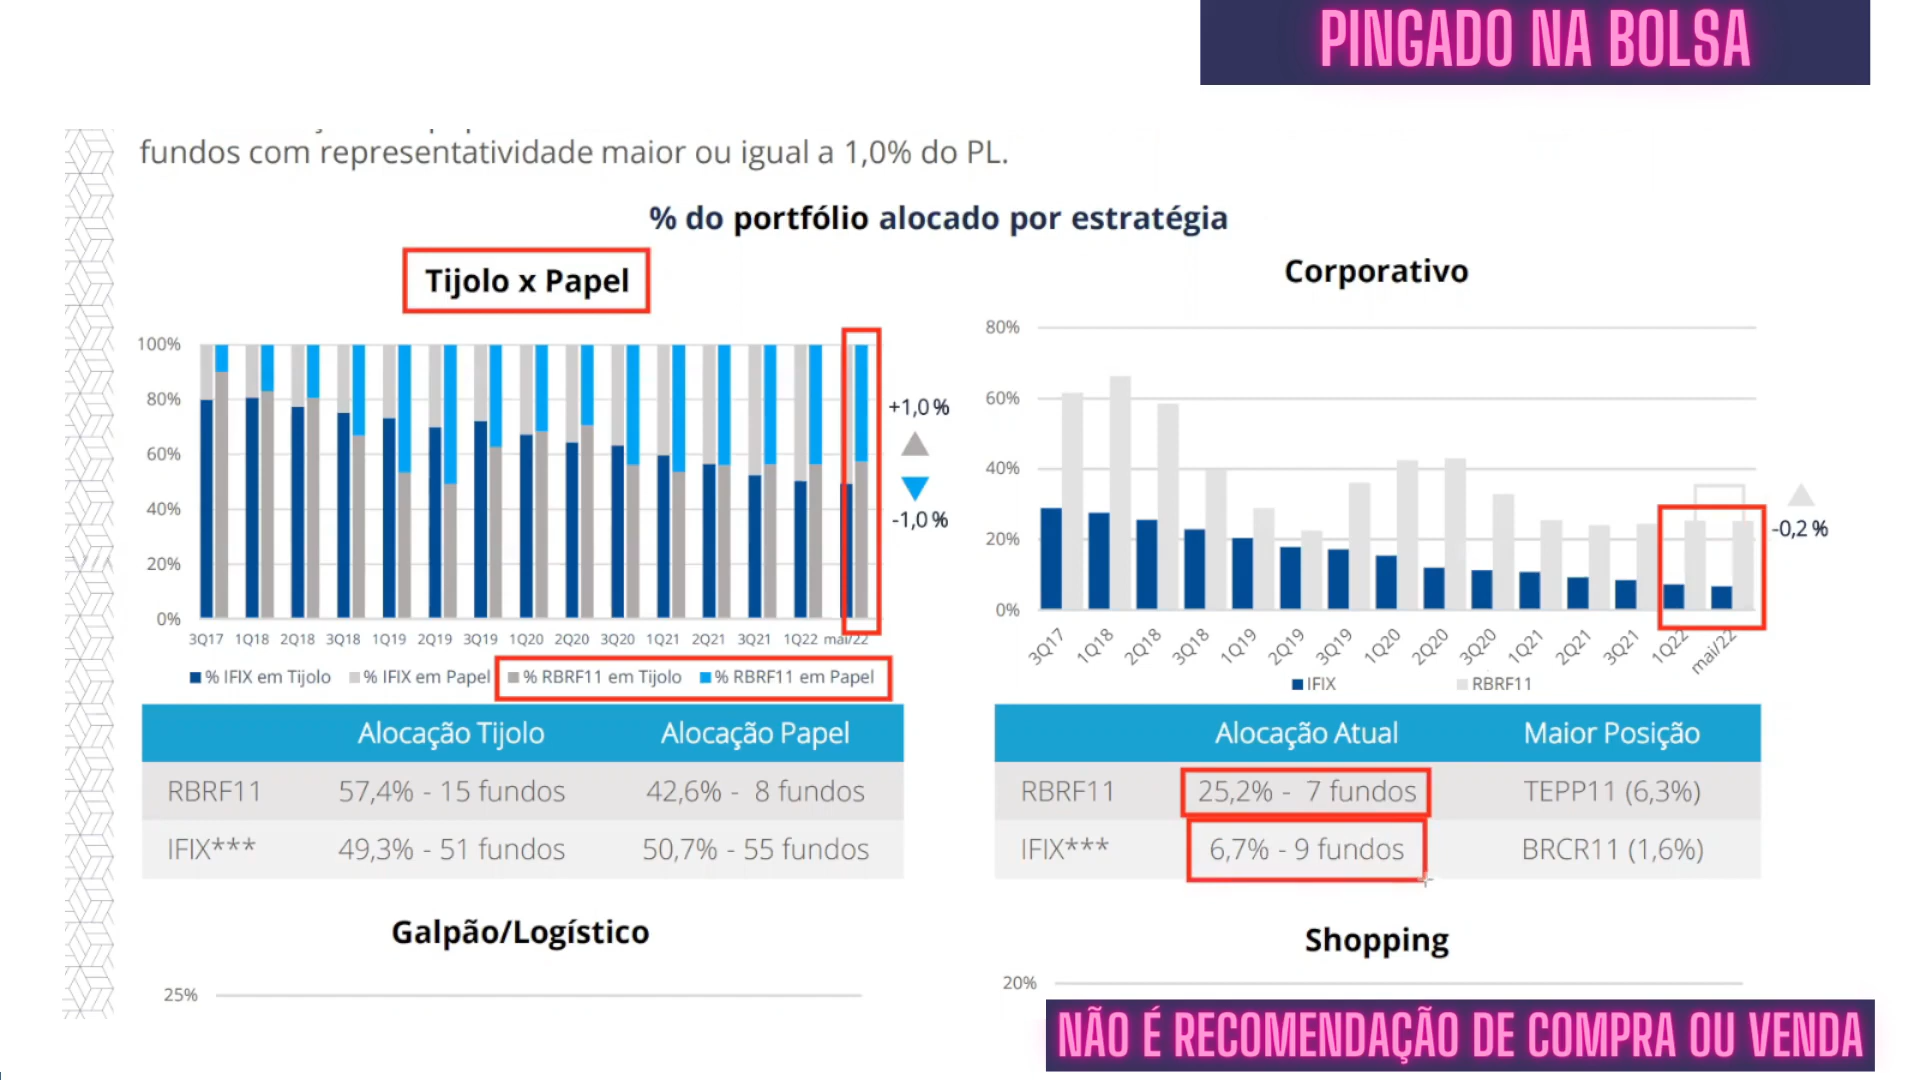 PINGADO NA BOLSA
fundos com representatividade maior ou igual a 1,0% do PL.
% do portfólio alocado por estratégia
Tijolo x Papel
100%
80%
60%
40%
20%
0%
3Q17 1Q18 2Q18 3Q18 1Q19 2Q19 3Q19 1Q20 2Q20 3Q20 1Q21 2Q21 3Q21 1Q22 mai/22
+1,0 %
-1,0 %
% IFIX em Tijolo % IFIX em Papel % RBRF11 em Tijolo % RBRF11 em Papel
Alocação Tijolo Alocação Papel
RBRF11 57,4% - 15 fundos 42,6% - 8 fundos
IFIX*** 49,3% - 51 fundos 50,7% - 55 fundos
Corporativo
80%
60%
40%
20%
0%
3Q17 1Q18 2Q18 3Q18 1Q19 2Q19 3Q19 1Q20 2Q20 3Q20 1Q21 2Q21 3Q21 1Q22 mai/22
-0,2 %
IFIX RBRF11
Alocação Atual Maior Posição
RBRF11 25,2% - 7 fundos TEPP11 (6,3%)
IFIX*** 6,7% - 9 fundos BRCR11 (1,6%)
Galpão/Logístico
25%
Shopping
20%
NÃO É RECOMENDAÇÃO DE COMPRA OU VENDA